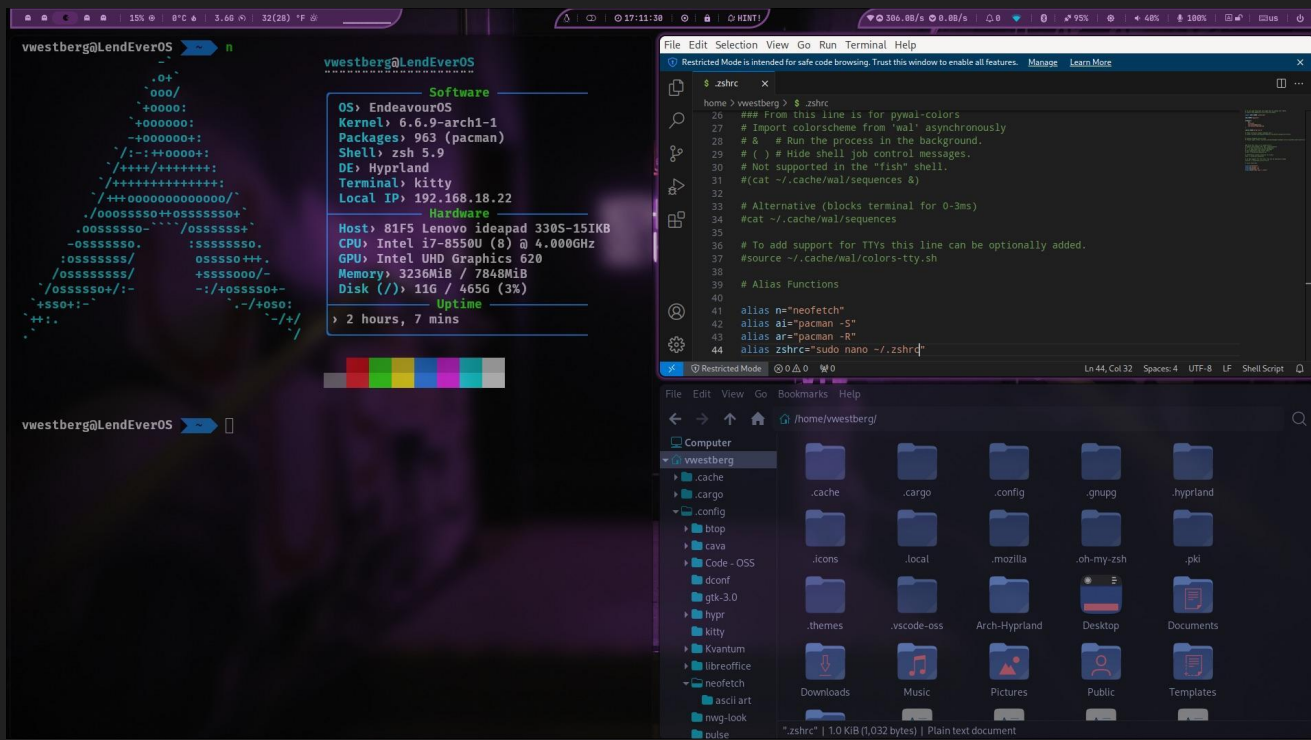 15% 0°C 3.6G 32(28) °F
17:11:30 HINT!
306.0B/s 0.0B/s 0 95% 40% 100% us
vwestberg@LendEverOS ~ n
vwestberg@LendEverOS
Software
OS› EndeavourOS
Kernel› 6.6.9-arch1-1
Packages› 963 (pacman)
Shell› zsh 5.9
DE› Hyprland
Terminal› kitty
Local IP› 192.168.18.22
Hardware
Host› 81F5 Lenovo ideapad 330S-15IKB
CPU› Intel i7-8550U (8) @ 4.000GHz
GPU› Intel UHD Graphics 620
Memory› 3236MiB / 7848MiB
Disk (/)› 11G / 465G (3%)
Uptime
› 2 hours, 7 mins
vwestberg@LendEverOS ~
File Edit Selection View Go Run Terminal Help
Restricted Mode is intended for safe code browsing. Trust this window to enable all features. Manage Learn More
$ .zshrc
home > vwestberg > $ .zshrc
26 ### From this line is for pywal-colors
27 # Import colorscheme from 'wal' asynchronously
28 # & # Run the process in the background.
29 # ( ) # Hide shell job control messages.
30 # Not supported in the "fish" shell.
31 #(cat ~/.cache/wal/sequences &)
32
33 # Alternative (blocks terminal for 0-3ms)
34 #cat ~/.cache/wal/sequences
35
36 # To add support for TTYs this line can be optionally added.
37 #source ~/.cache/wal/colors-tty.sh
38
39 # Alias Functions
40
41 alias n="neofetch"
42 alias ai="pacman -S"
43 alias ar="pacman -R"
44 alias zshrc="sudo nano ~/.zshrc"
Restricted Mode 0 0 0 Ln 44, Col 32 Spaces: 4 UTF-8 LF Shell Script
File Edit View Go Bookmarks Help
/home/vwestberg/
Computer
vwestberg
.cache
.cargo
.config
btop
cava
Code - OSS
dconf
gtk-3.0
hypr
kitty
Kvantum
libreoffice
neofetch
ascii art
nwg-look
pulse
.cache .cargo .config .gnupg .hyprland
.icons .local .mozilla .oh-my-zsh .pki
.themes .vscode-oss Arch-Hyprland Desktop Documents
Downloads Music Pictures Public Templates
".zshrc" | 1.0 KiB (1,032 bytes) | Plain text document